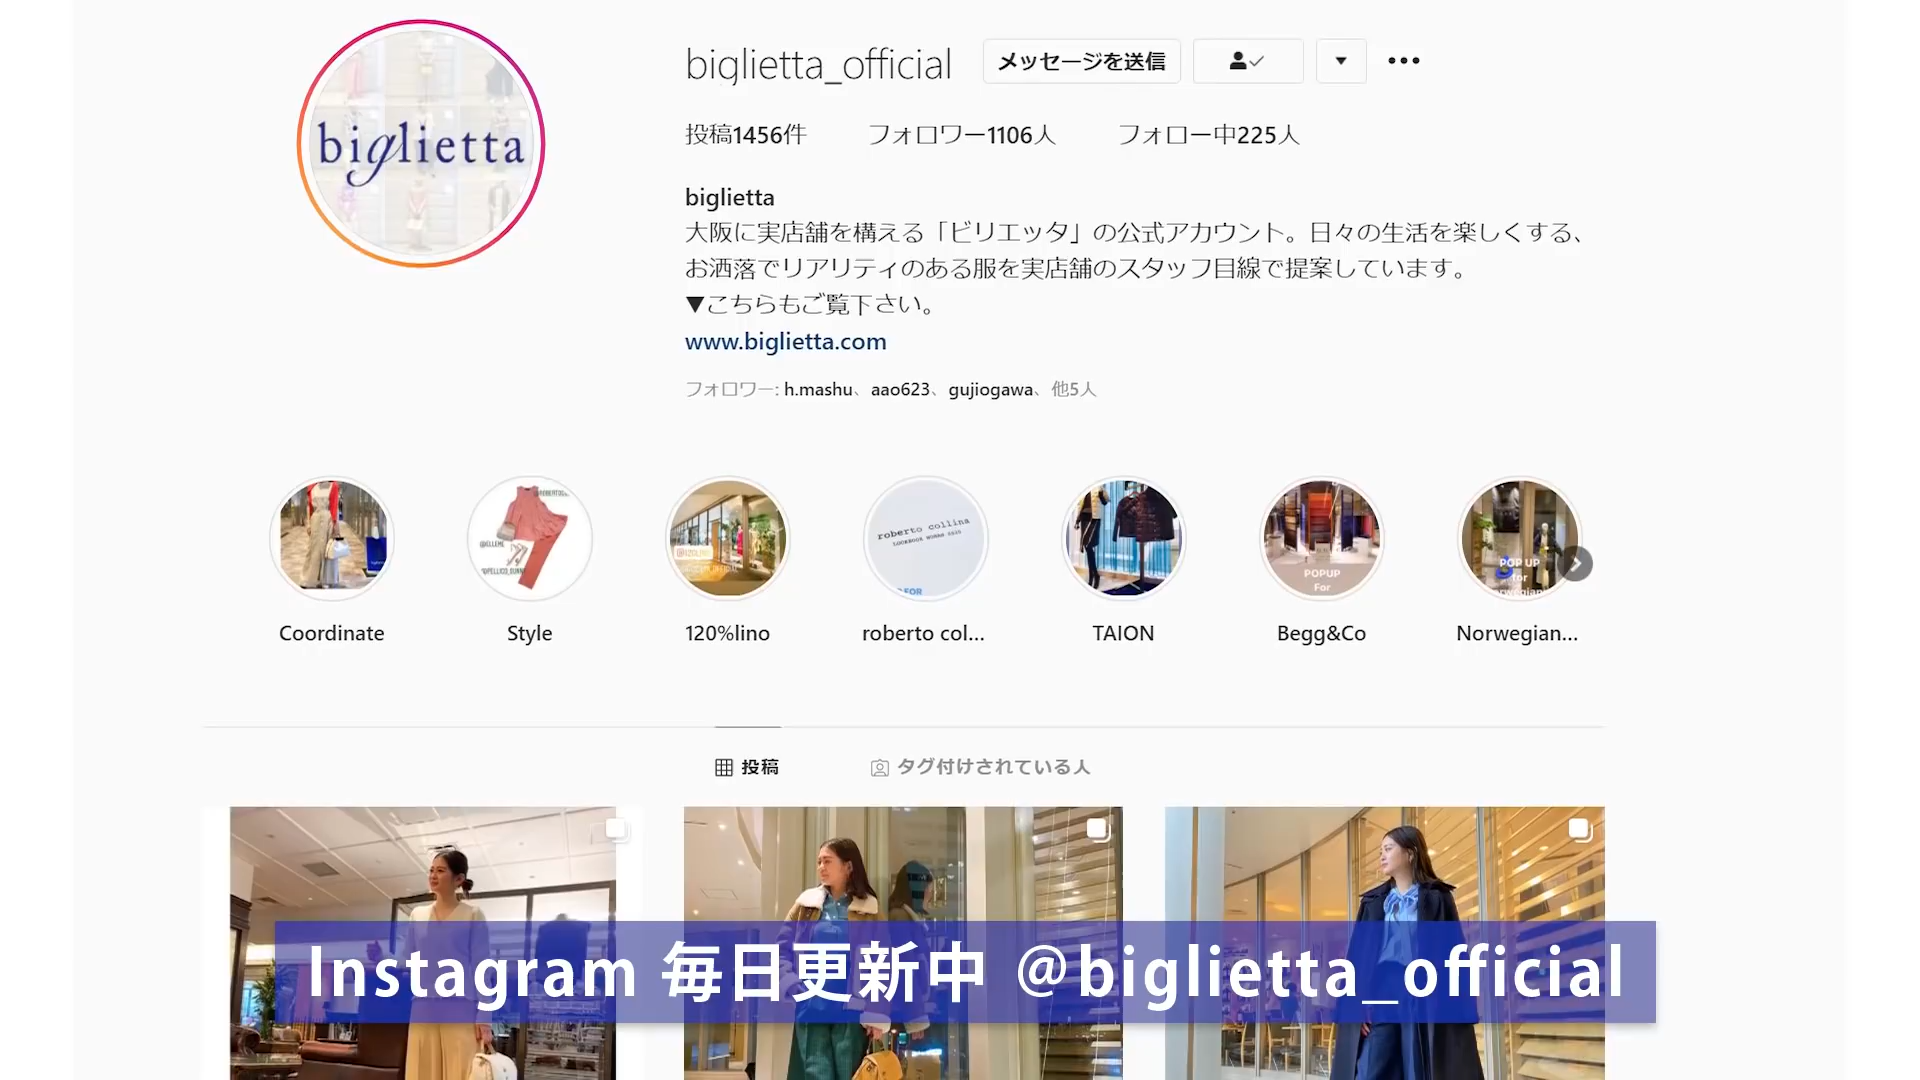 biglietta
biglietta_official
メッセージを送信
投稿1456件 フォロワー1106人 フォロー中225人
biglietta
大阪に実店舗を構える「ビリエッタ」の公式アカウント。日々の生活を楽しくする、
お洒落でリアリティのある服を実店舗のスタッフ目線で提案しています。
▼こちらもご覧下さい。
www.biglietta.com
フォロワー: h.mashu、aao623、gujiogawa、他5人
@ELLEME
roberto collina
LOOKBOOK WOMAN 2020
FOR
POPUP
For
POP UP
for
Coordinate
Style
120%lino
roberto col...
TAION
Begg&Co
Norwegian...
投稿
タグ付けされている人
Instagram 毎日更新中 @biglietta_official